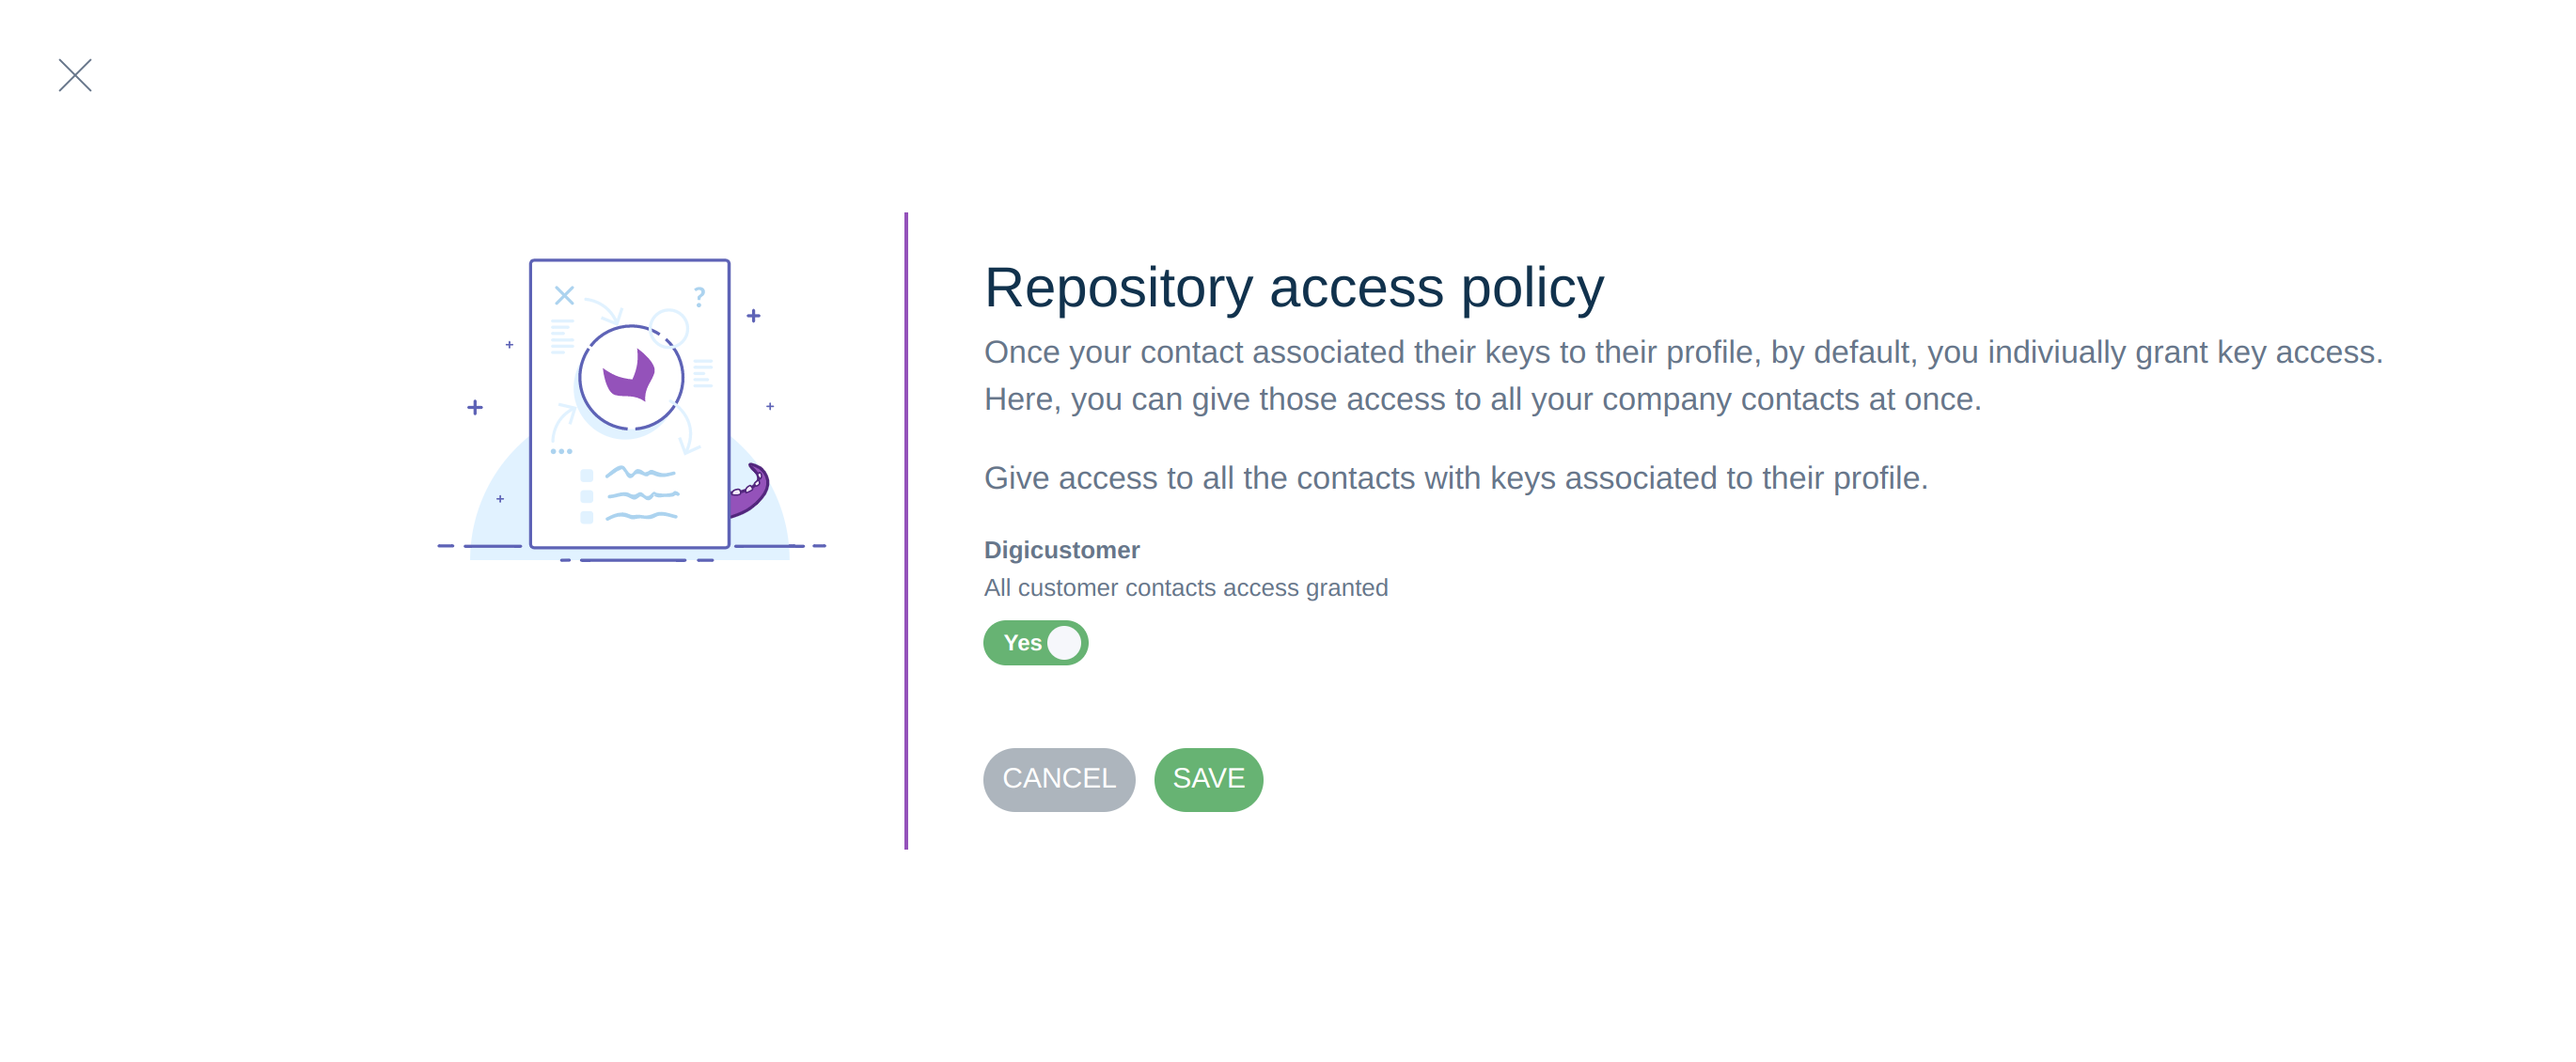 Repository access policy
Once your contact associated their keys to their profile, by default, you indiviually grant key access.
Here, you can give those access to all your company contacts at once.
Give access to all the contacts with keys associated to their profile.
Digicustomer
All customer contacts access granted
Yes
CANCEL SAVE